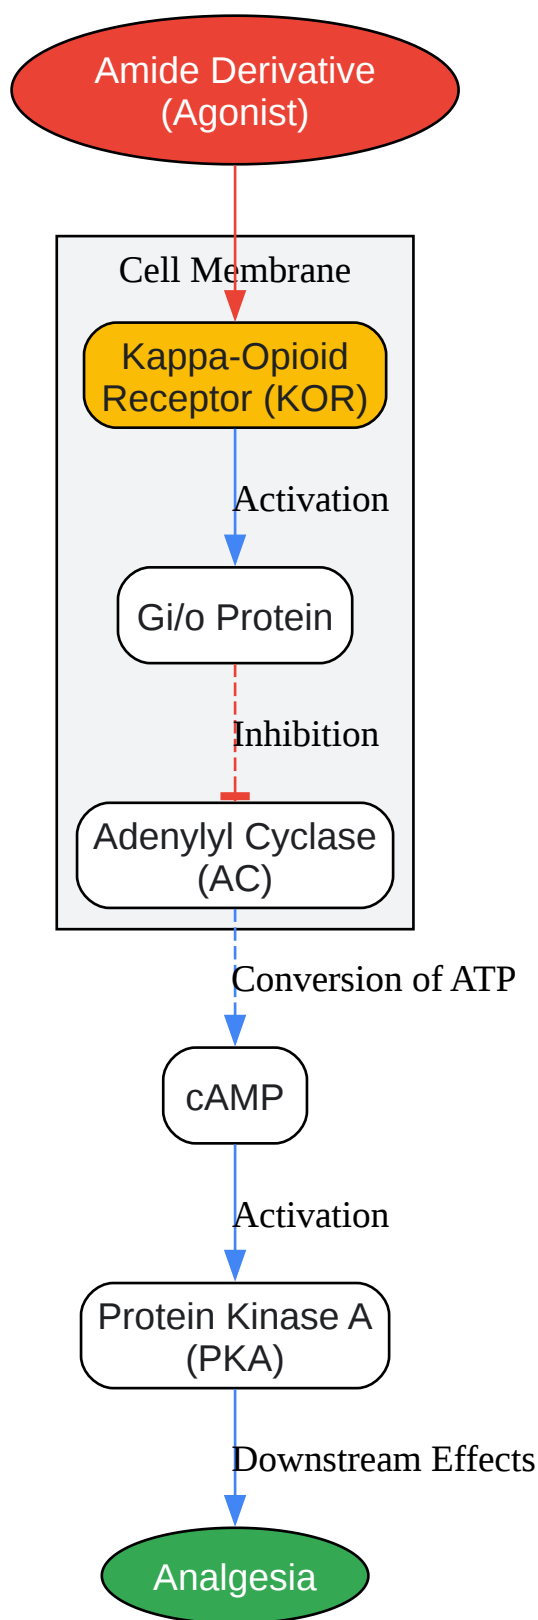 Amide Derivative
(Agonist)
Cell Membrane
Kappa-Opioid
Receptor (KOR)
Activation
Gi/o Protein
Inhibition
Adenylyl Cyclase
(AC)
Conversion of ATP
cAMP
Activation
Protein Kinase A
(PKA)
Downstream Effects
Analgesia